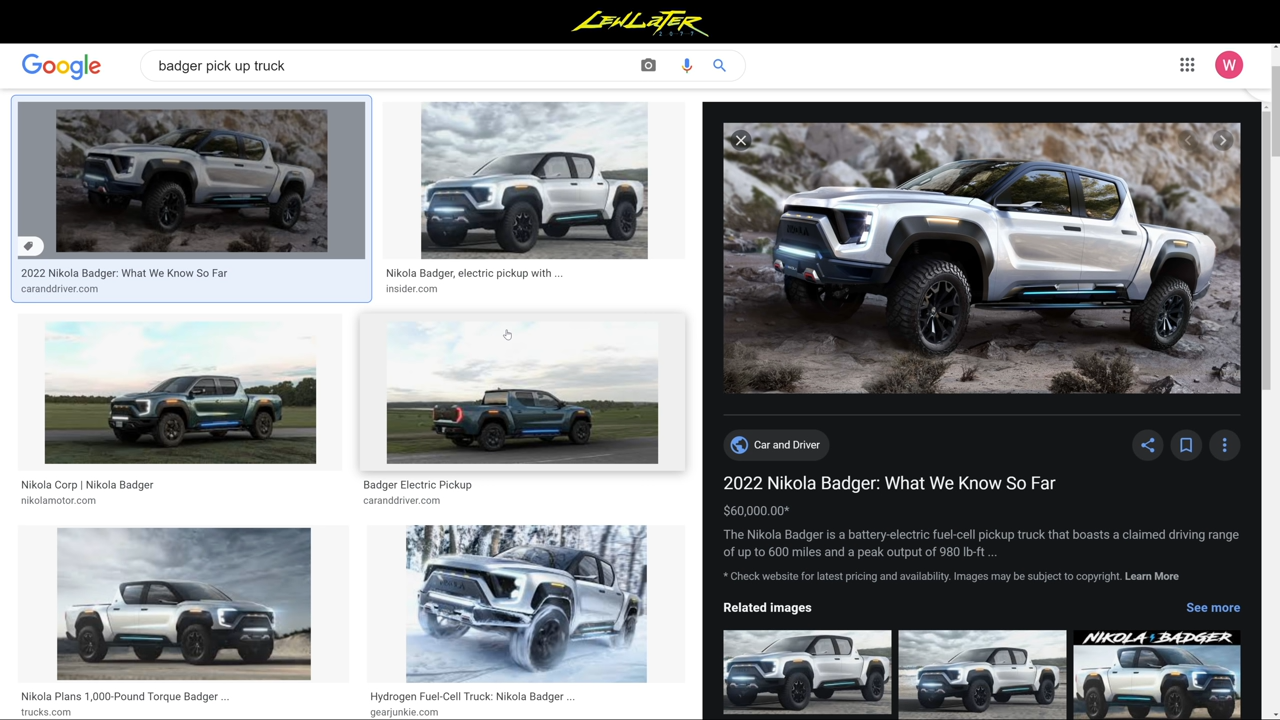 LEWLATER
2077
Google
badger pick up truck
W
2022 Nikola Badger: What We Know So Far
caranddriver.com
Nikola Badger, electric pickup with ...
insider.com
Nikola Corp | Nikola Badger
nikolamotor.com
Badger Electric Pickup
caranddriver.com
Nikola Plans 1,000-Pound Torque Badger ...
trucks.com
Hydrogen Fuel-Cell Truck: Nikola Badger ...
gearjunkie.com
Car and Driver
2022 Nikola Badger: What We Know So Far
$60,000.00*
The Nikola Badger is a battery-electric fuel-cell pickup truck that boasts a claimed driving range
of up to 600 miles and a peak output of 980 lb-ft ...
* Check website for latest pricing and availability. Images may be subject to copyright. Learn More
Related images
See more
NIKOLA BADGER